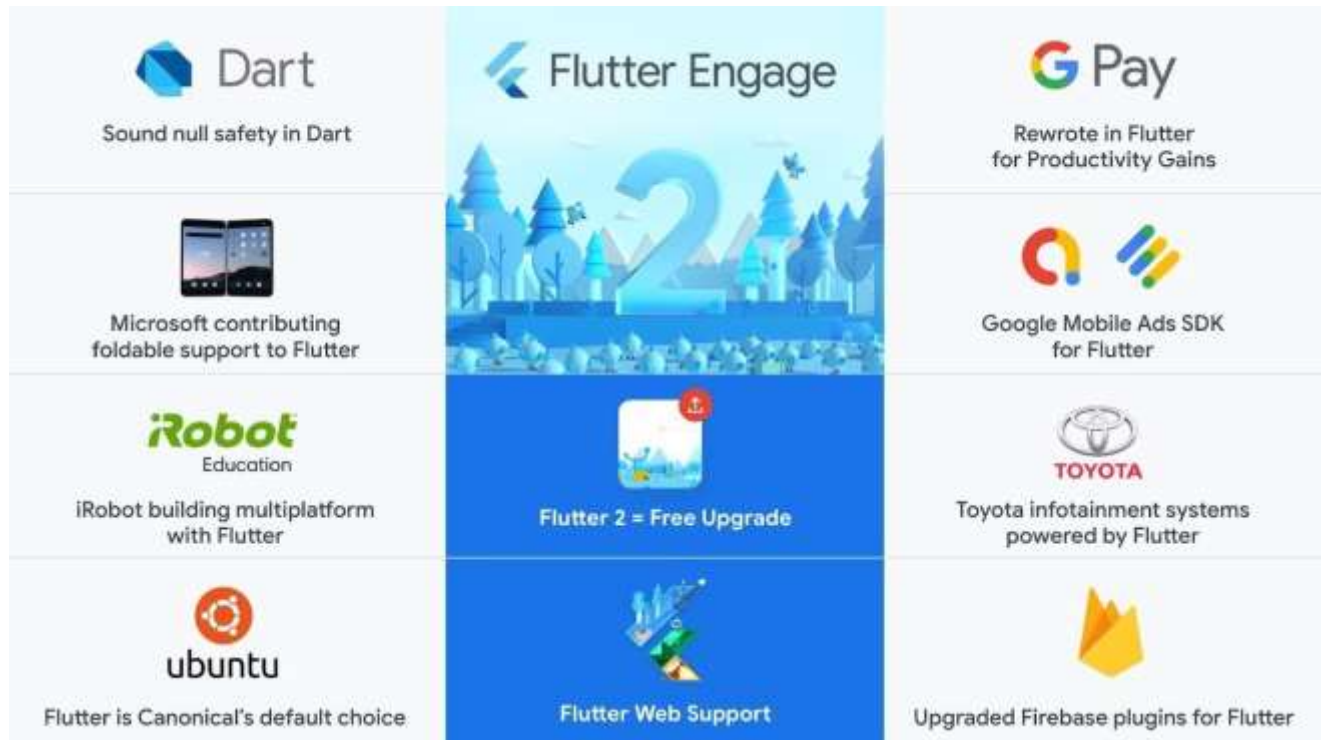 Dart
Sound null safety in Dart
Microsoft contributing
foldable support to Flutter
iRobot
Education
iRobot building multiplatform
with Flutter
ubuntu
Flutter is Canonical's default choice
Flutter Engage
2
Flutter 2 = Free Upgrade
Flutter Web Support
G Pay
Rewrote in Flutter
for Productivity Gains
Google Mobile Ads SDK
for Flutter
TOYOTA
Toyota infotainment systems
powered by Flutter
Upgraded Firebase plugins for Flutter